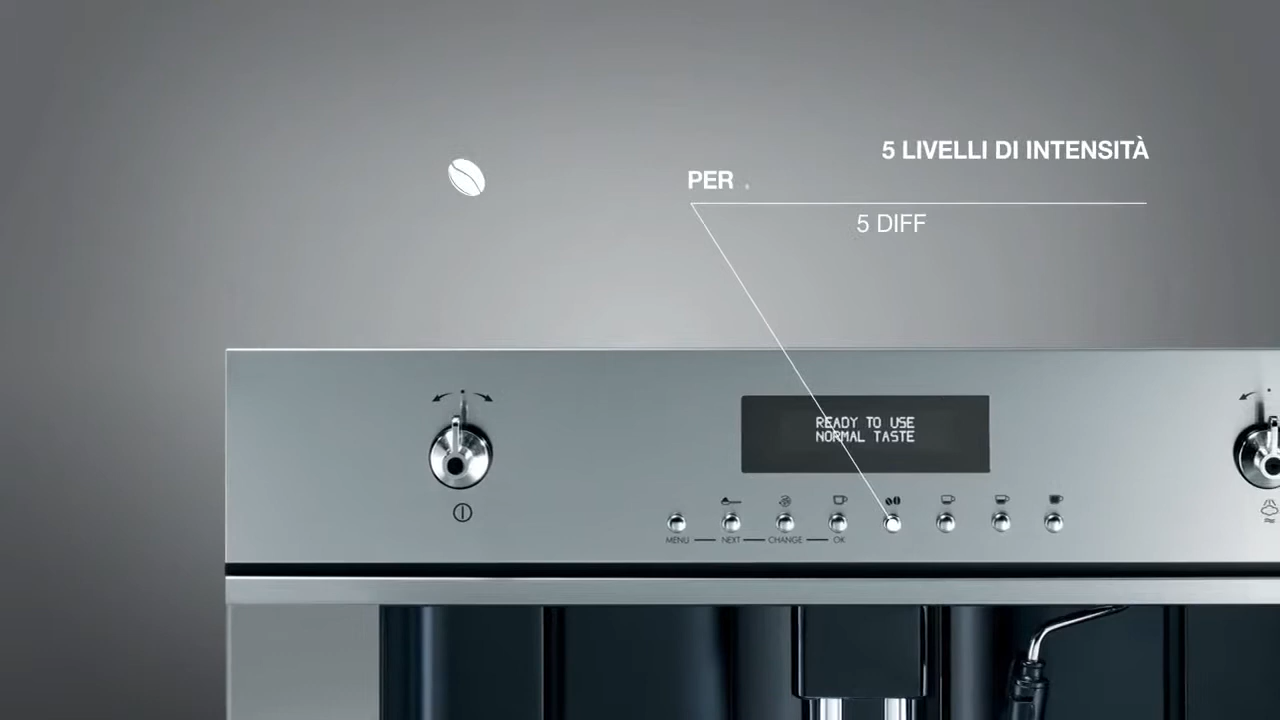 5 LIVELLI DI INTENSITÀ
PER
5 DIFF
READY TO USE
NORMAL TASTE
MENU NEXT CHANGE OK